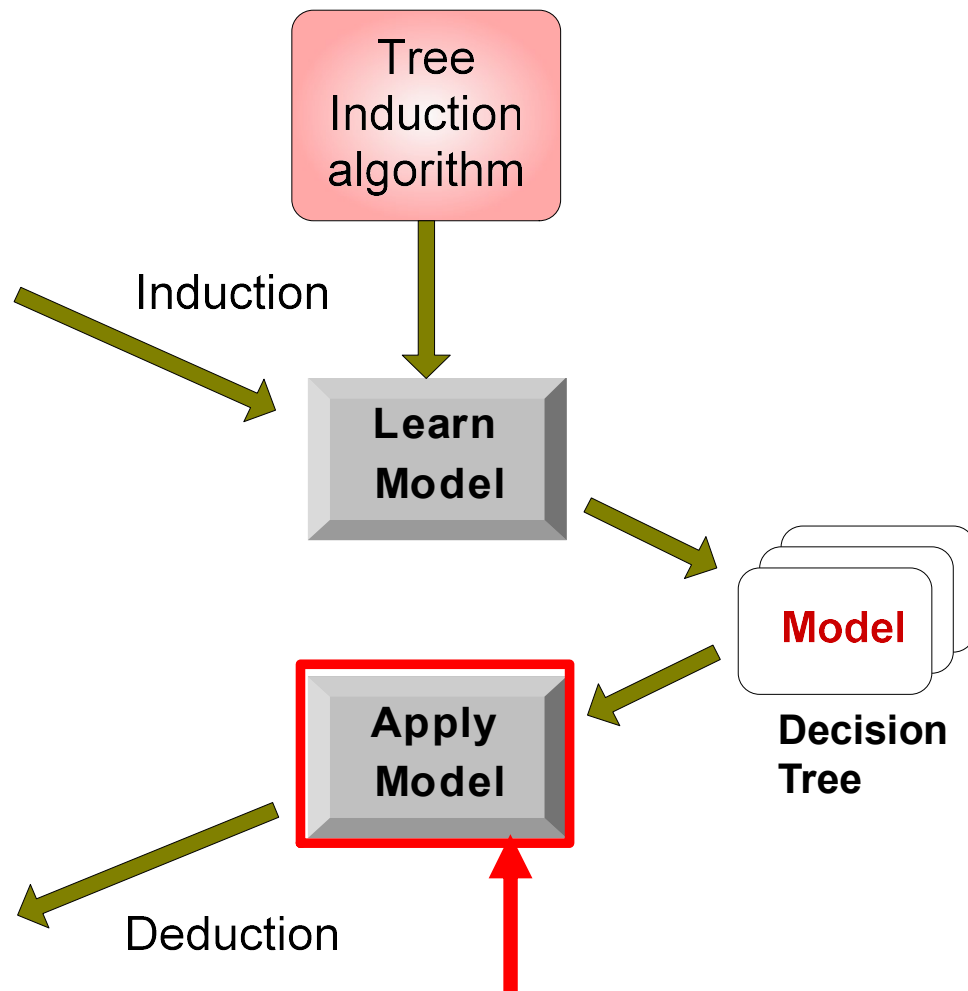 Tree
Induction
algorithm
Induction
Learn
Model
Model
Decision
Tree
Apply
Model
Deduction